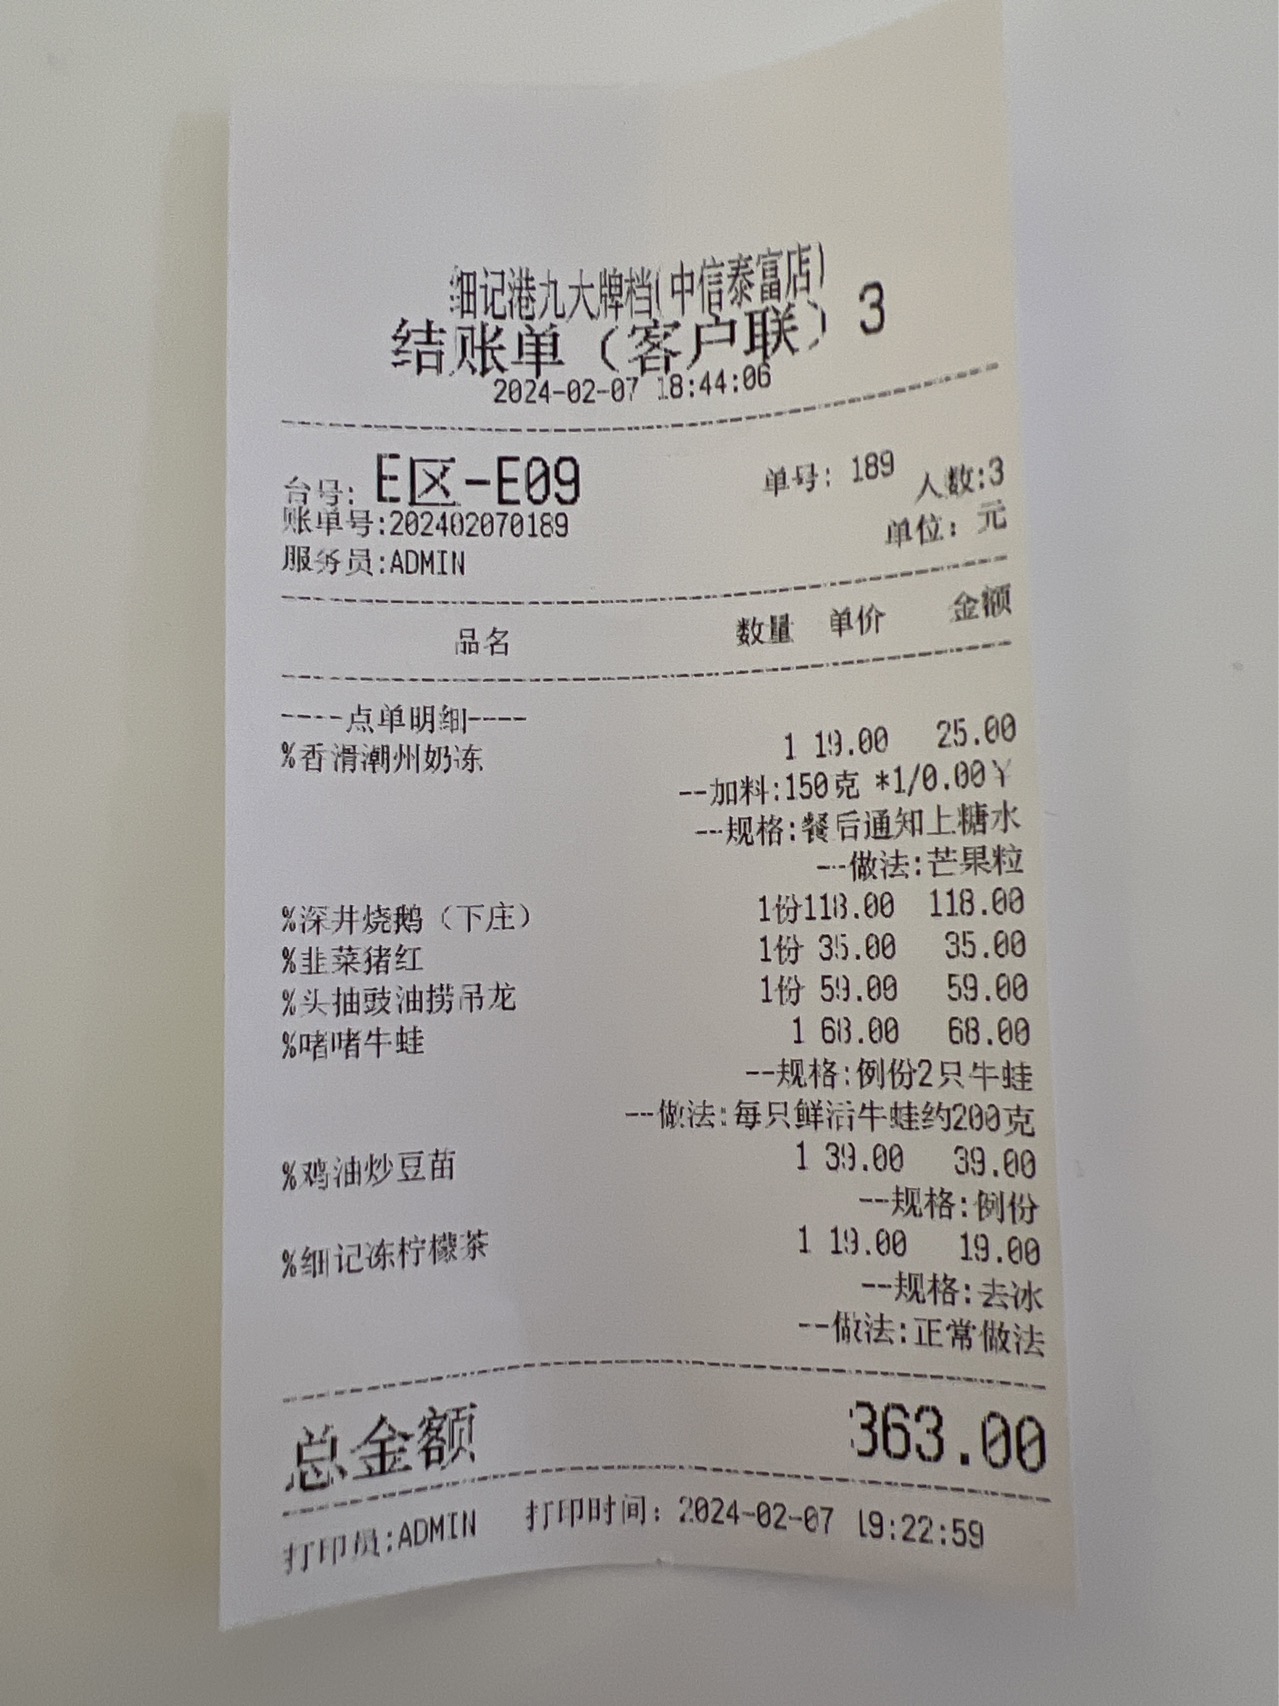 细记港九大牌档(中信泰富店)
结账单（客户联）3
2024-02-07 18:44:06
台号: E区-E09 单号: 189 人数:3
账单号:202402070189 单位: 元
服务员:ADMIN
品名 数量 单价 金额
----点单明细----
%香滑潮州奶冻 1 19.00 25.00
--加料:150克 *1/0.00¥
--规格:餐后通知上糖水
--做法:芒果粒
%深井烧鹅（下庄） 1份118.00 118.00
%韭菜猪红 1份 35.00 35.00
%头抽豉油捞吊龙 1份 59.00 59.00
%啫啫牛蛙 1 68.00 68.00
--规格:例份2只牛蛙
--做法:每只鲜活牛蛙约200克
%鸡油炒豆苗 1 39.00 39.00
--规格:例份
%细记冻柠檬茶 1 19.00 19.00
--规格:去冰
--做法:正常做法
总金额 363.00
打印员:ADMIN 打印时间: 2024-02-07 19:22:59